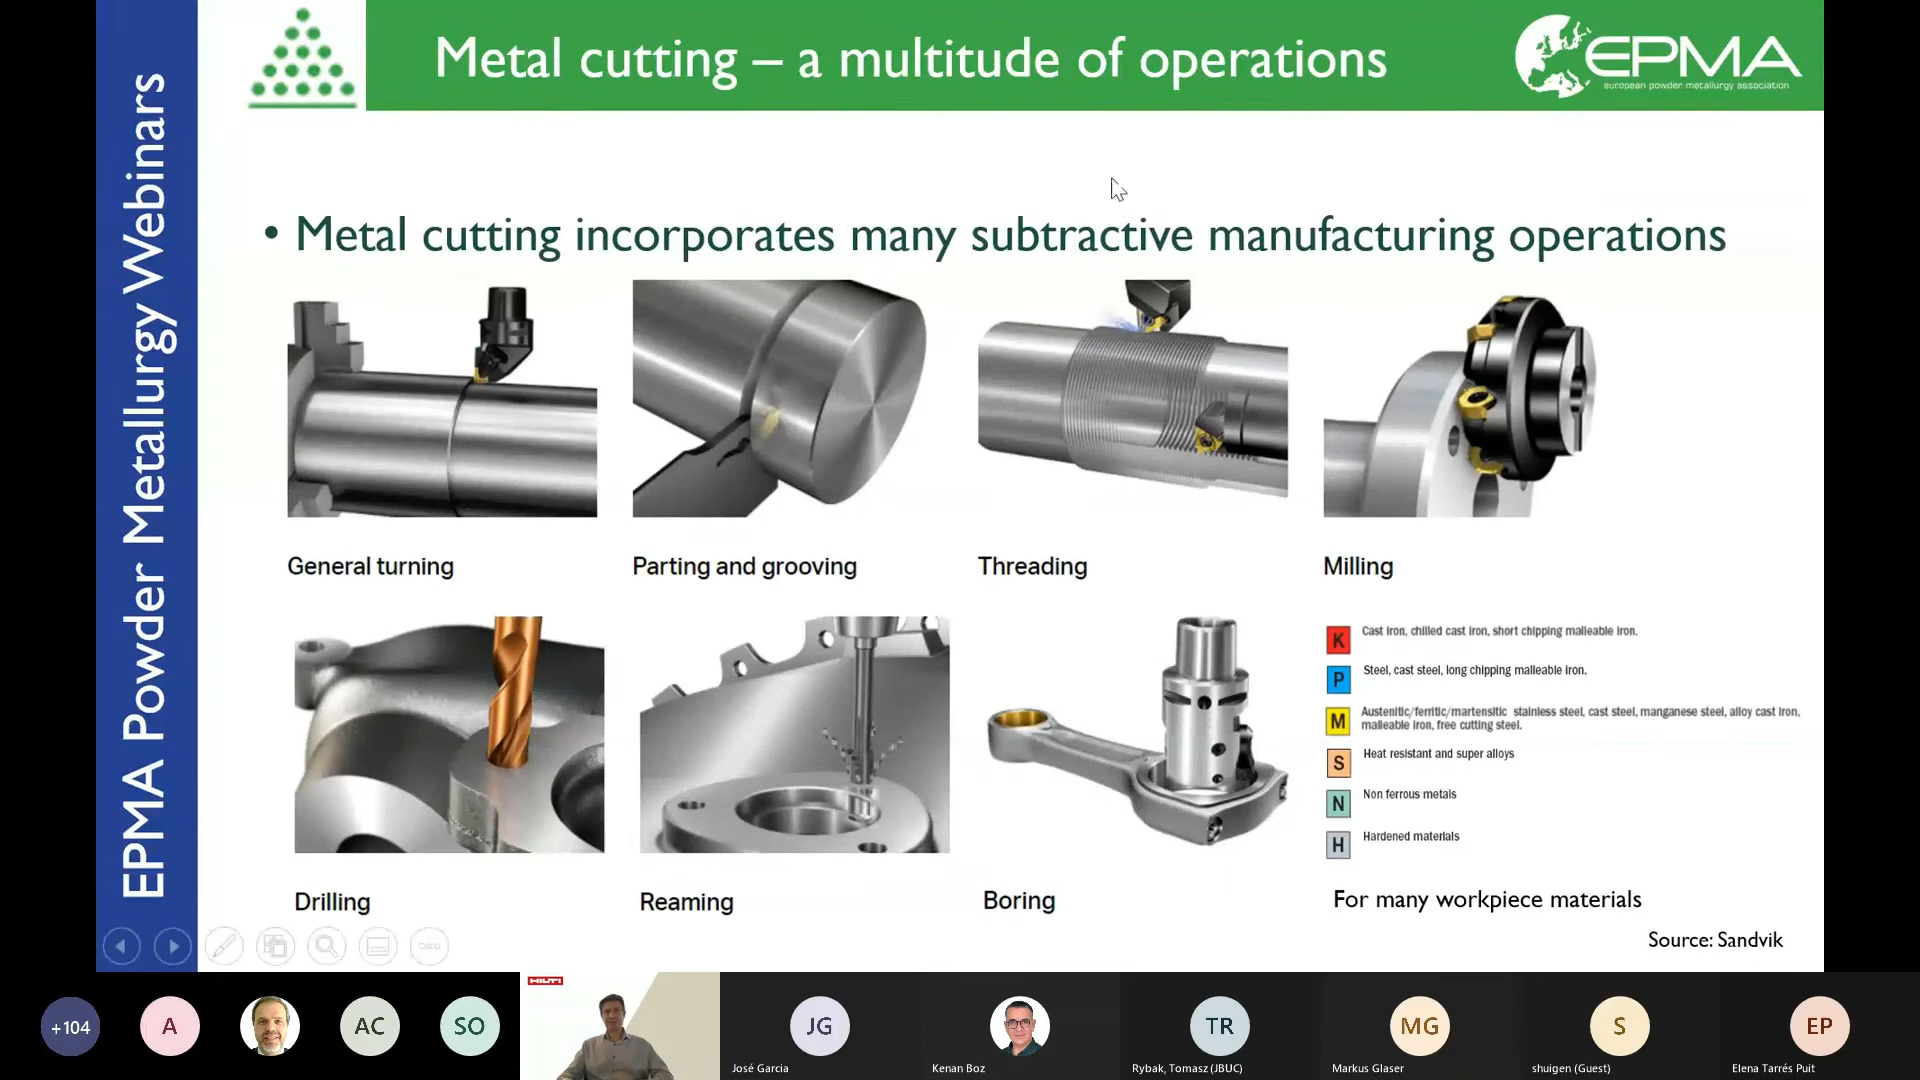 EPMA Powder Metallurgy Webinars
Metal cutting – a multitude of operations
EPMA
european powder metallurgy association
• Metal cutting incorporates many subtractive manufacturing operations
General turning
Parting and grooving
Threading
Milling
K Cast iron, chilled cast iron, short chipping malleable iron.
P Steel, cast steel, long chipping malleable iron.
M Austenitic/ferritic/martensitic stainless steel, cast steel, manganese steel, alloy cast iron,
malleable iron, free cutting steel.
S Heat resistant and super alloys
N Non ferrous metals
H Hardened materials
Drilling
Reaming
Boring
For many workpiece materials
Source: Sandvik
+104
A
AC
SO
HILTI
JG
TR
MG
S
EP
José Garcia
Kenan Boz
Rybak, Tomasz (JBUC)
Markus Glaser
shuigen (Guest)
Elena Tarrés Puit